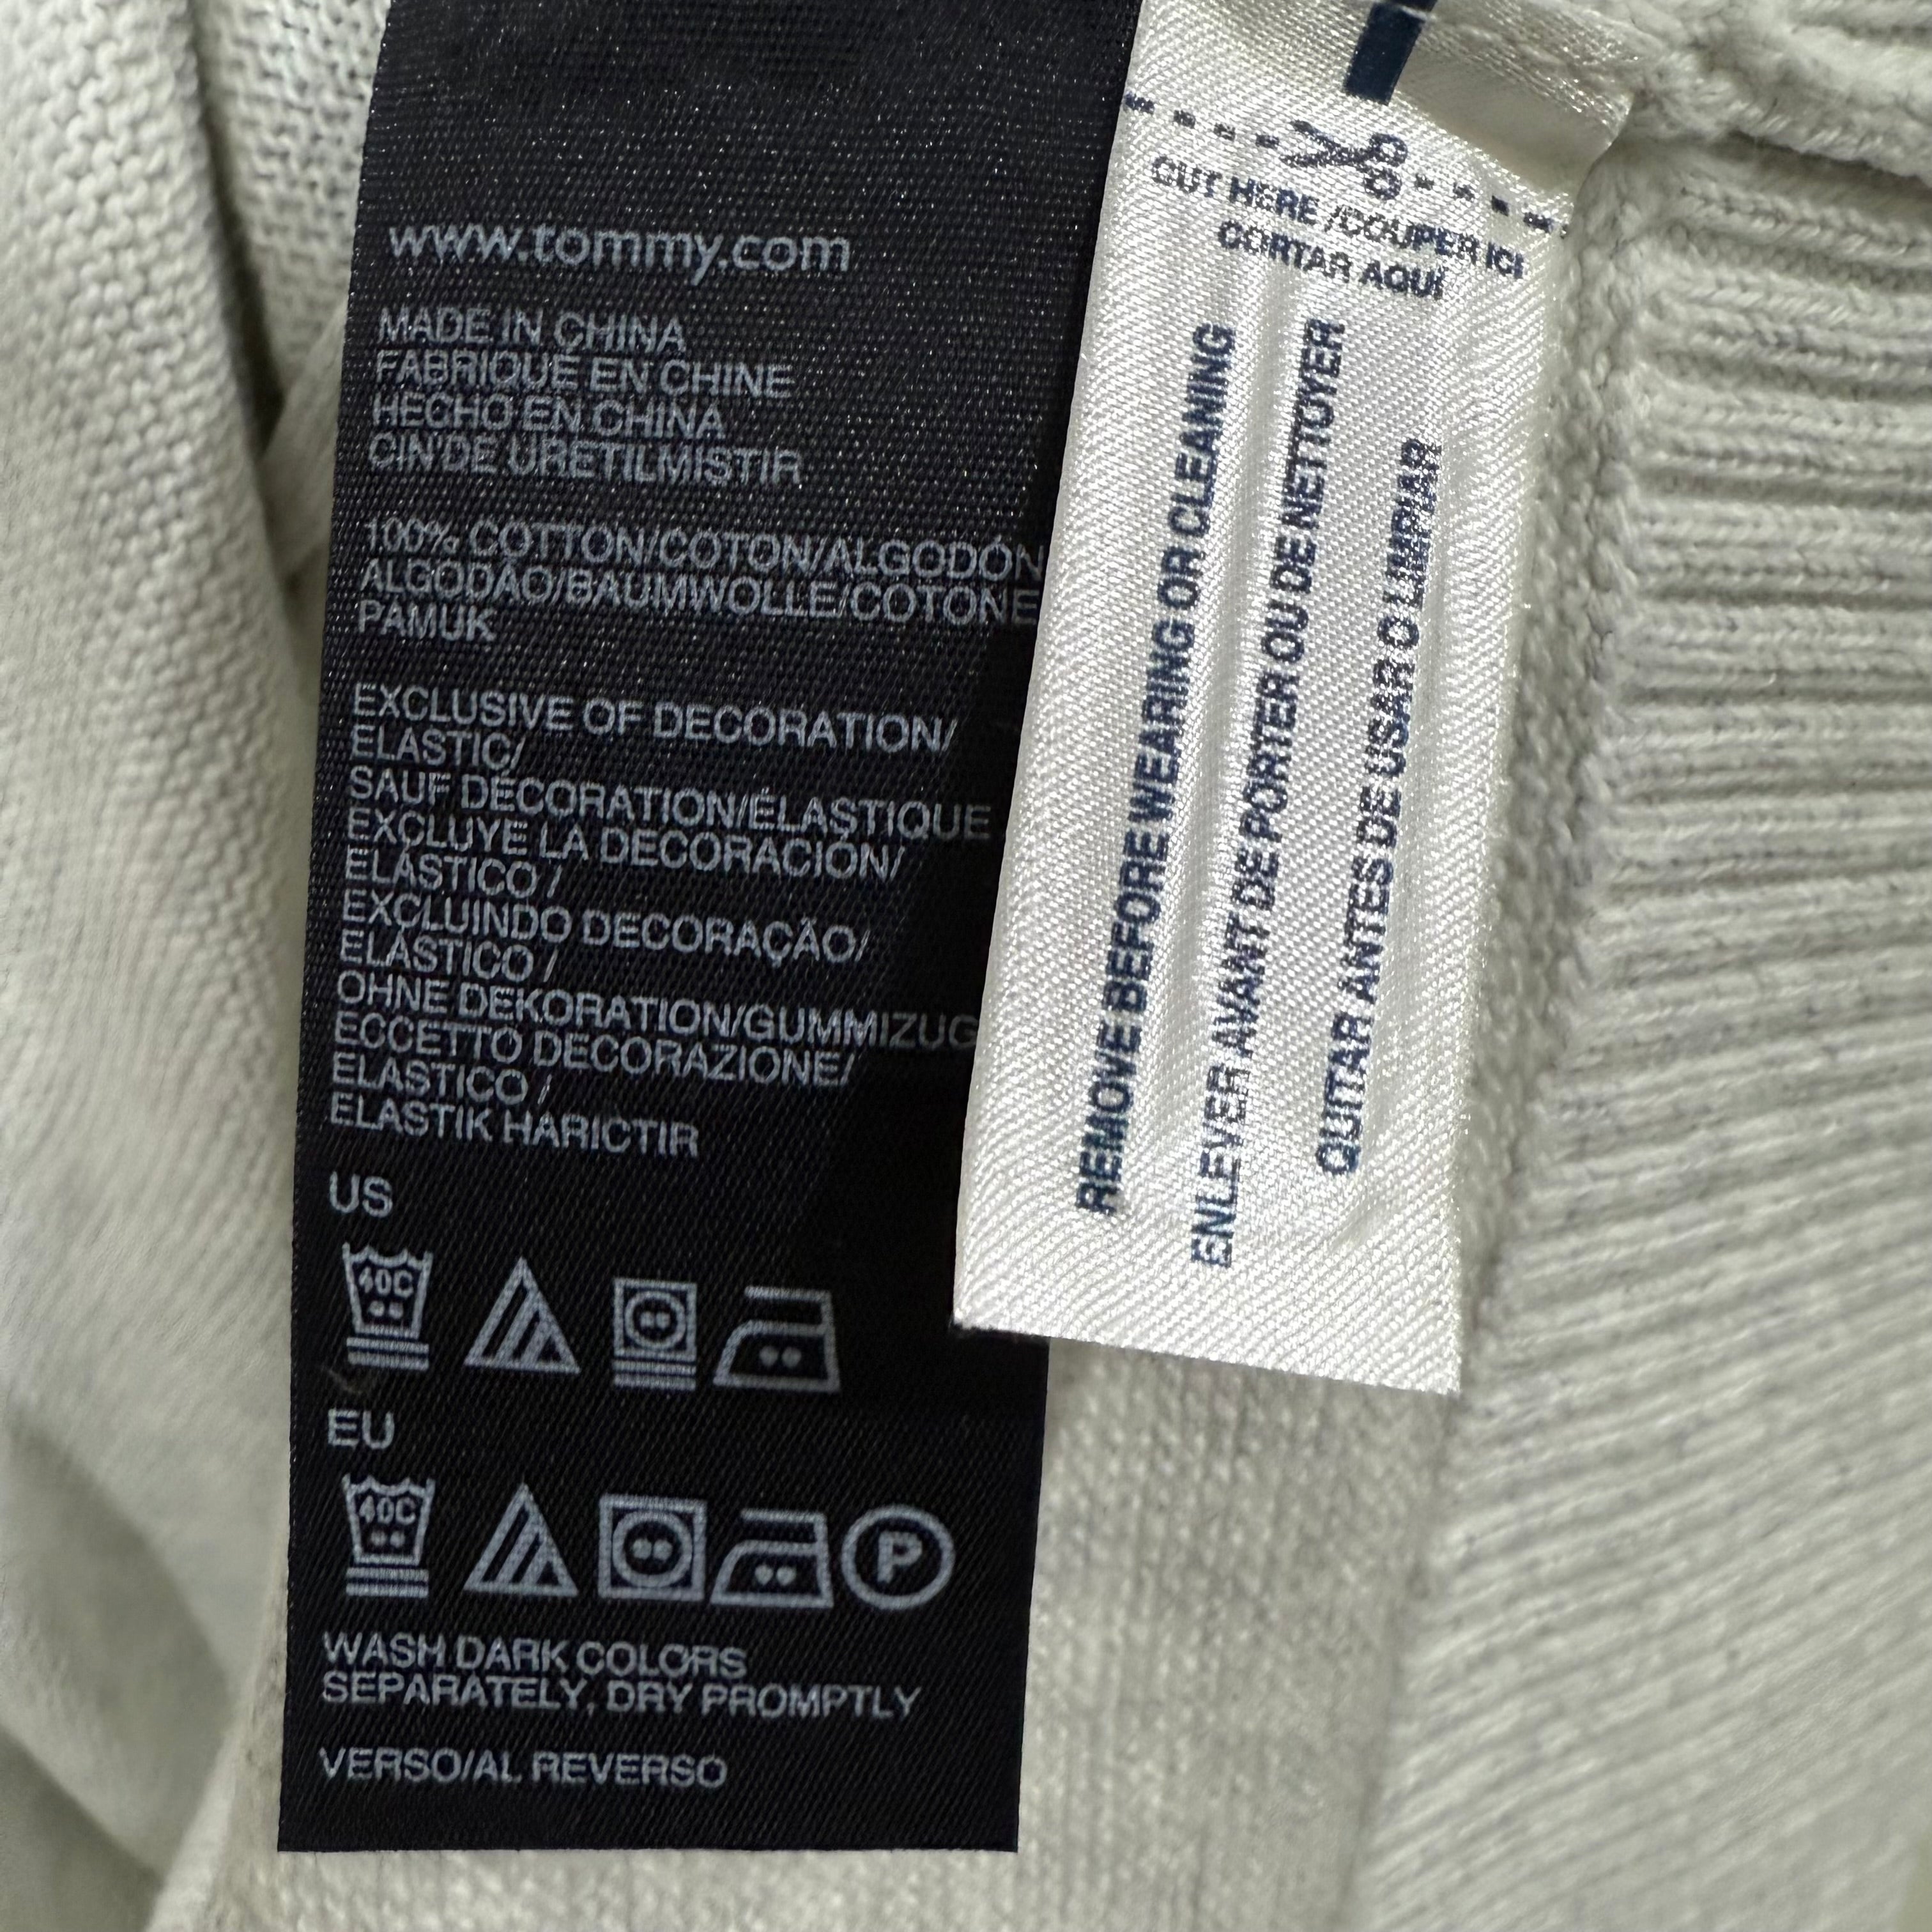 www.tommy.com
MADE IN CHINA
FABRIQUÉ EN CHINE
HECHO EN CHINA
CIN'DE URETILMISTIR
100% COTTON/COTON/ALGODÓN
ALGODÃO/BAUMWOLLE/COTONE
PAMUK
EXCLUSIVE OF DECORATION/
ELASTIC/
SAUF DÉCORATION/ÉLASTIQUE
EXCLUYE LA DECORACIÓN/
ELÁSTICO /
EXCLUINDO DECORAÇÃO/
ELÁSTICO /
OHNE DEKORATION/GUMMIZUG
ECCETTO DECORAZIONE/
ELASTICO /
ELASTIK HARICTIR
US
40C
EU
40C
P
WASH DARK COLORS
SEPARATELY, DRY PROMPTLY
VERSO/AL REVERSO
CUT HERE /COUPER ICI
CORTAR AQUÍ
REMOVE BEFORE WEARING OR CLEANING
ENLEVER AVANT DE PORTER OU DE NETTOYER
QUITAR ANTES DE USAR O LIMPIAR